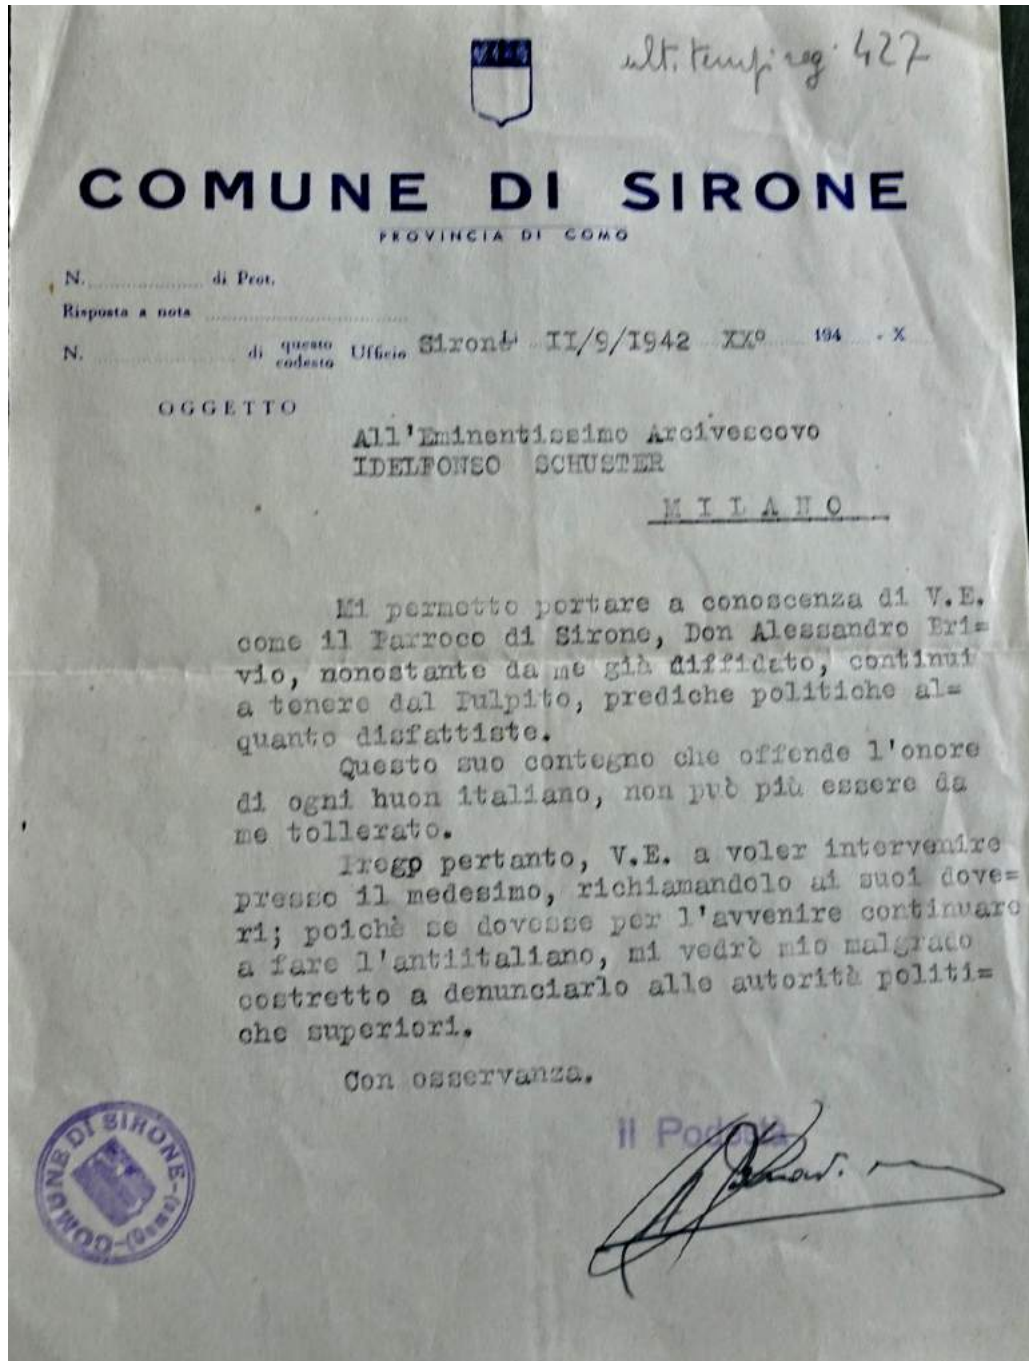 ult. temp. reg. 427
COMUNE DI SIRONE
PROVINCIA DI COMO
N. di Prot.
Risposta a nota
N. di questo codesto Ufficio Sirone II/9/1942 XXº 194 - X
OGGETTO
All'Eminentissimo Arcivescovo
IDELFONSO SCHUSTER
MILANO
Mi permetto portare a conoscenza di V.E.
come il Parroco di Sirone, Don Alessandro Bri=
vio, nonostante da me già diffidato, continui
a tenere dal Pulpito, prediche politiche al=
quanto disfattiste.
Questo suo contegno che offende l'onore
di ogni buon italiano, non può più essere da
me tollerato.
Prego pertanto, V.E. a voler intervenire
presso il medesimo, richiamandolo ai suoi dove=
ri; poichè se dovesse per l'avvenire continuare
a fare l'antiitaliano, mi vedrò mio malgrado
costretto a denunciarlo alle autorità politi=
che superiori.
Con osservanza.
Il Podestà
COMUNE DI SIRONE-(Como)-